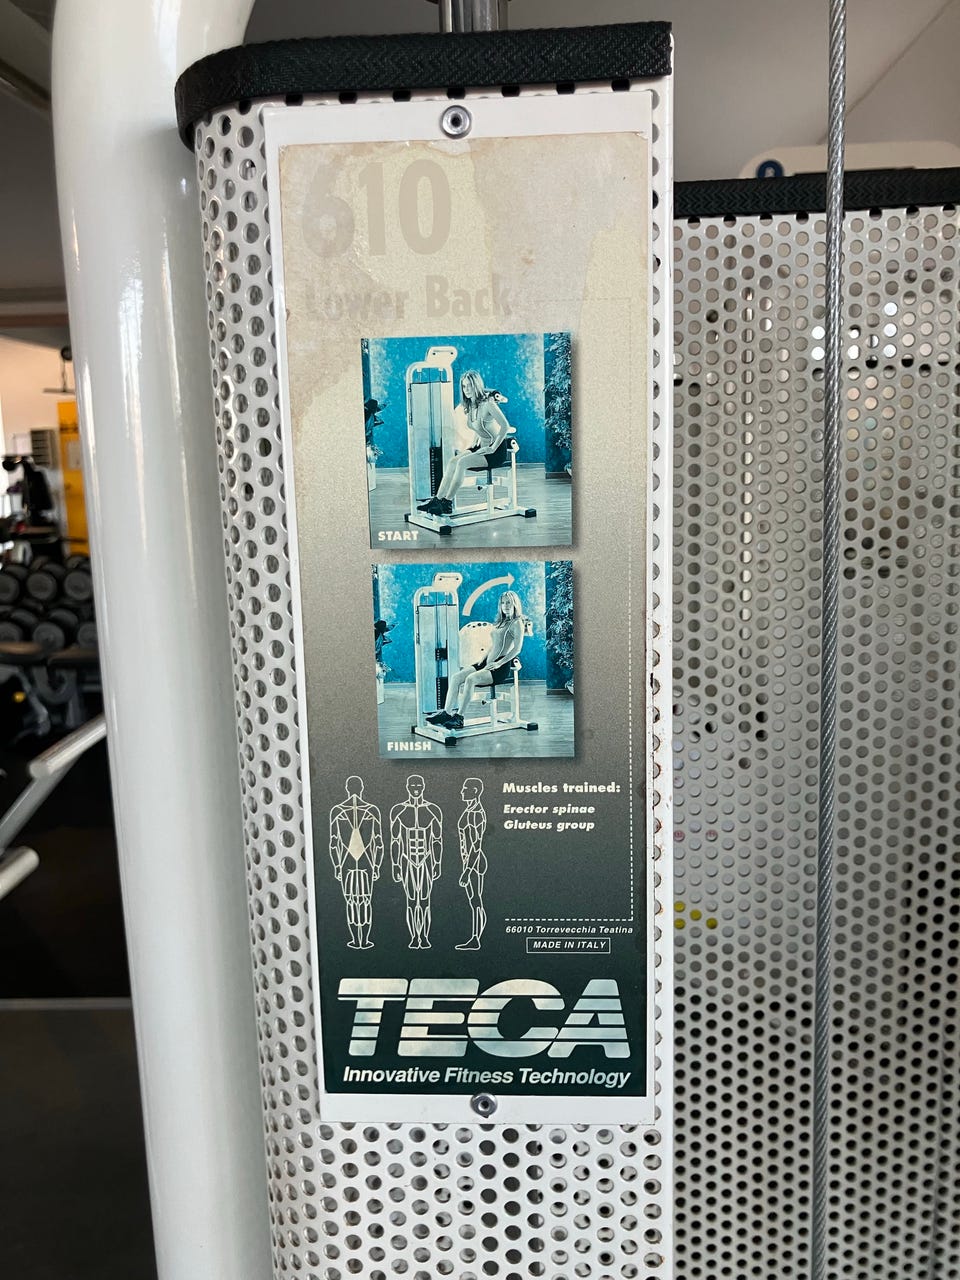 610
Lower Back
START
FINISH
Muscles trained:
Erector spinae
Gluteus group
66010 Torrevecchia Teatina
MADE IN ITALY
TECA
Innovative Fitness Technology